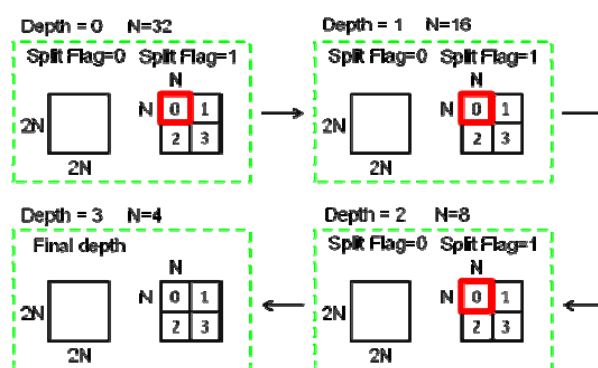 Depth = 0 N=32
Split Flag=0 Split Flag=1
N
N 0 1
2N
2 3
2N
Depth = 1 N=16
Split Flag=0 Split Flag=1
N
N 0 1
2N
2 3
2N
Depth = 3 N=4
Final depth
N
N 0 1
2N
2 3
2N
Depth = 2 N=8
Split Flag=0 Split Flag=1
N
N 0 1
2N
2 3
2N